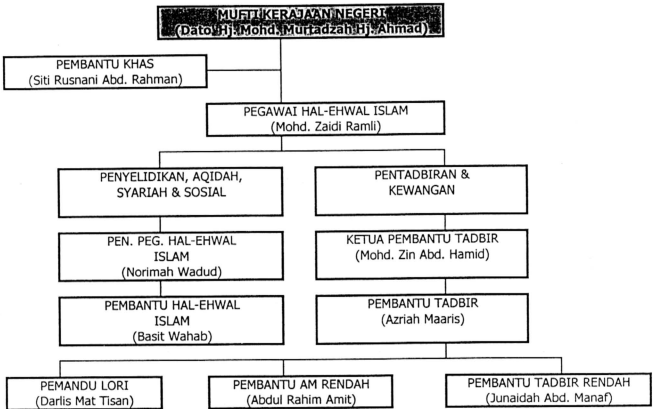 MUFTI KERAJAAN NEGERI
(Dato. Hj. Mohd. Murtadzah Hj. Ahmad)
PEMBANTU KHAS
(Siti Rusnani Abd. Rahman)
PEGAWAI HAL-EHWAL ISLAM
(Mohd. Zaidi Ramli)
PENYELIDIKAN, AQIDAH,
SYARIAH & SOSIAL
PENTADBIRAN &
KEWANGAN
PEN. PEG. HAL-EHWAL
ISLAM
(Norimah Wadud)
KETUA PEMBANTU TADBIR
(Mohd. Zin Abd. Hamid)
PEMBANTU HAL-EHWAL
ISLAM
(Basit Wahab)
PEMBANTU TADBIR
(Azriah Maaris)
PEMANDU LORI
(Darlis Mat Tisan)
PEMBANTU AM RENDAH
(Abdul Rahim Amit)
PEMBANTU TADBIR RENDAH
(Junaidah Abd. Manaf)